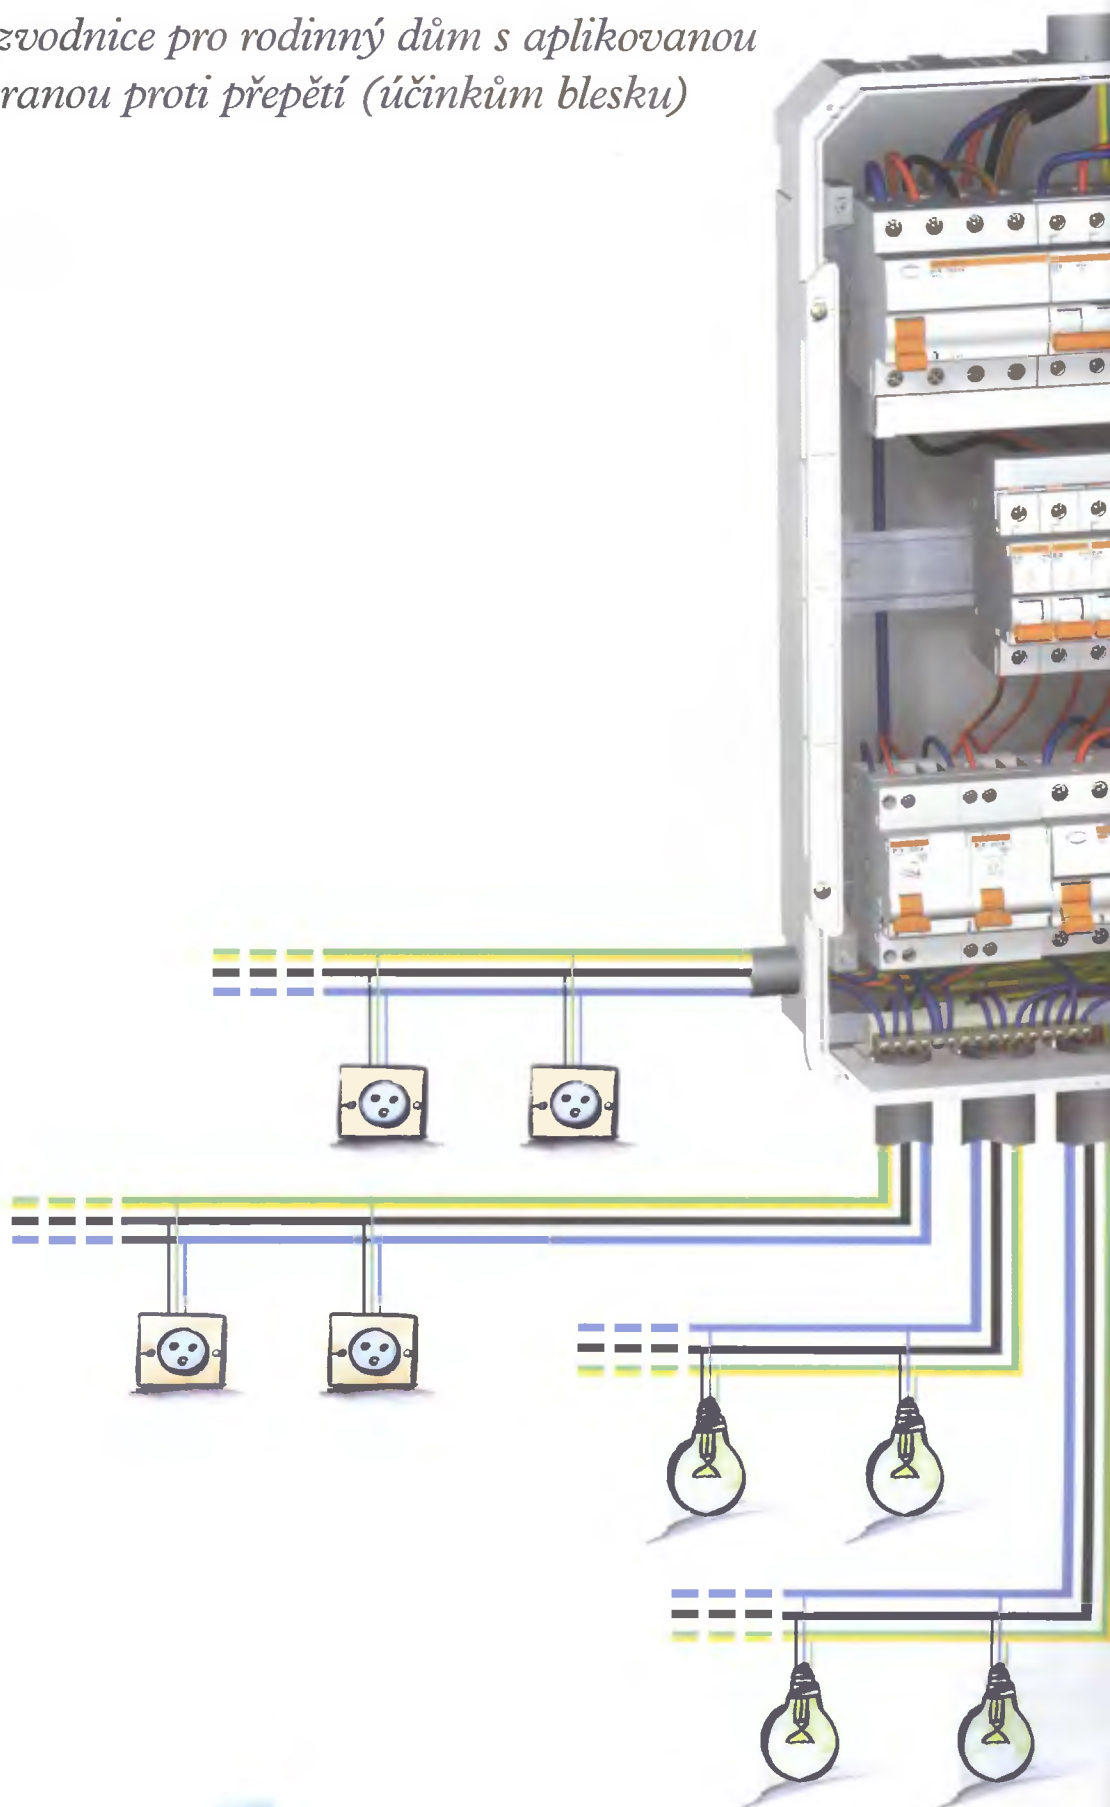 zvodnice pro rodinný dům s aplikovanou
ranou proti přepětí (účinkům blesku)